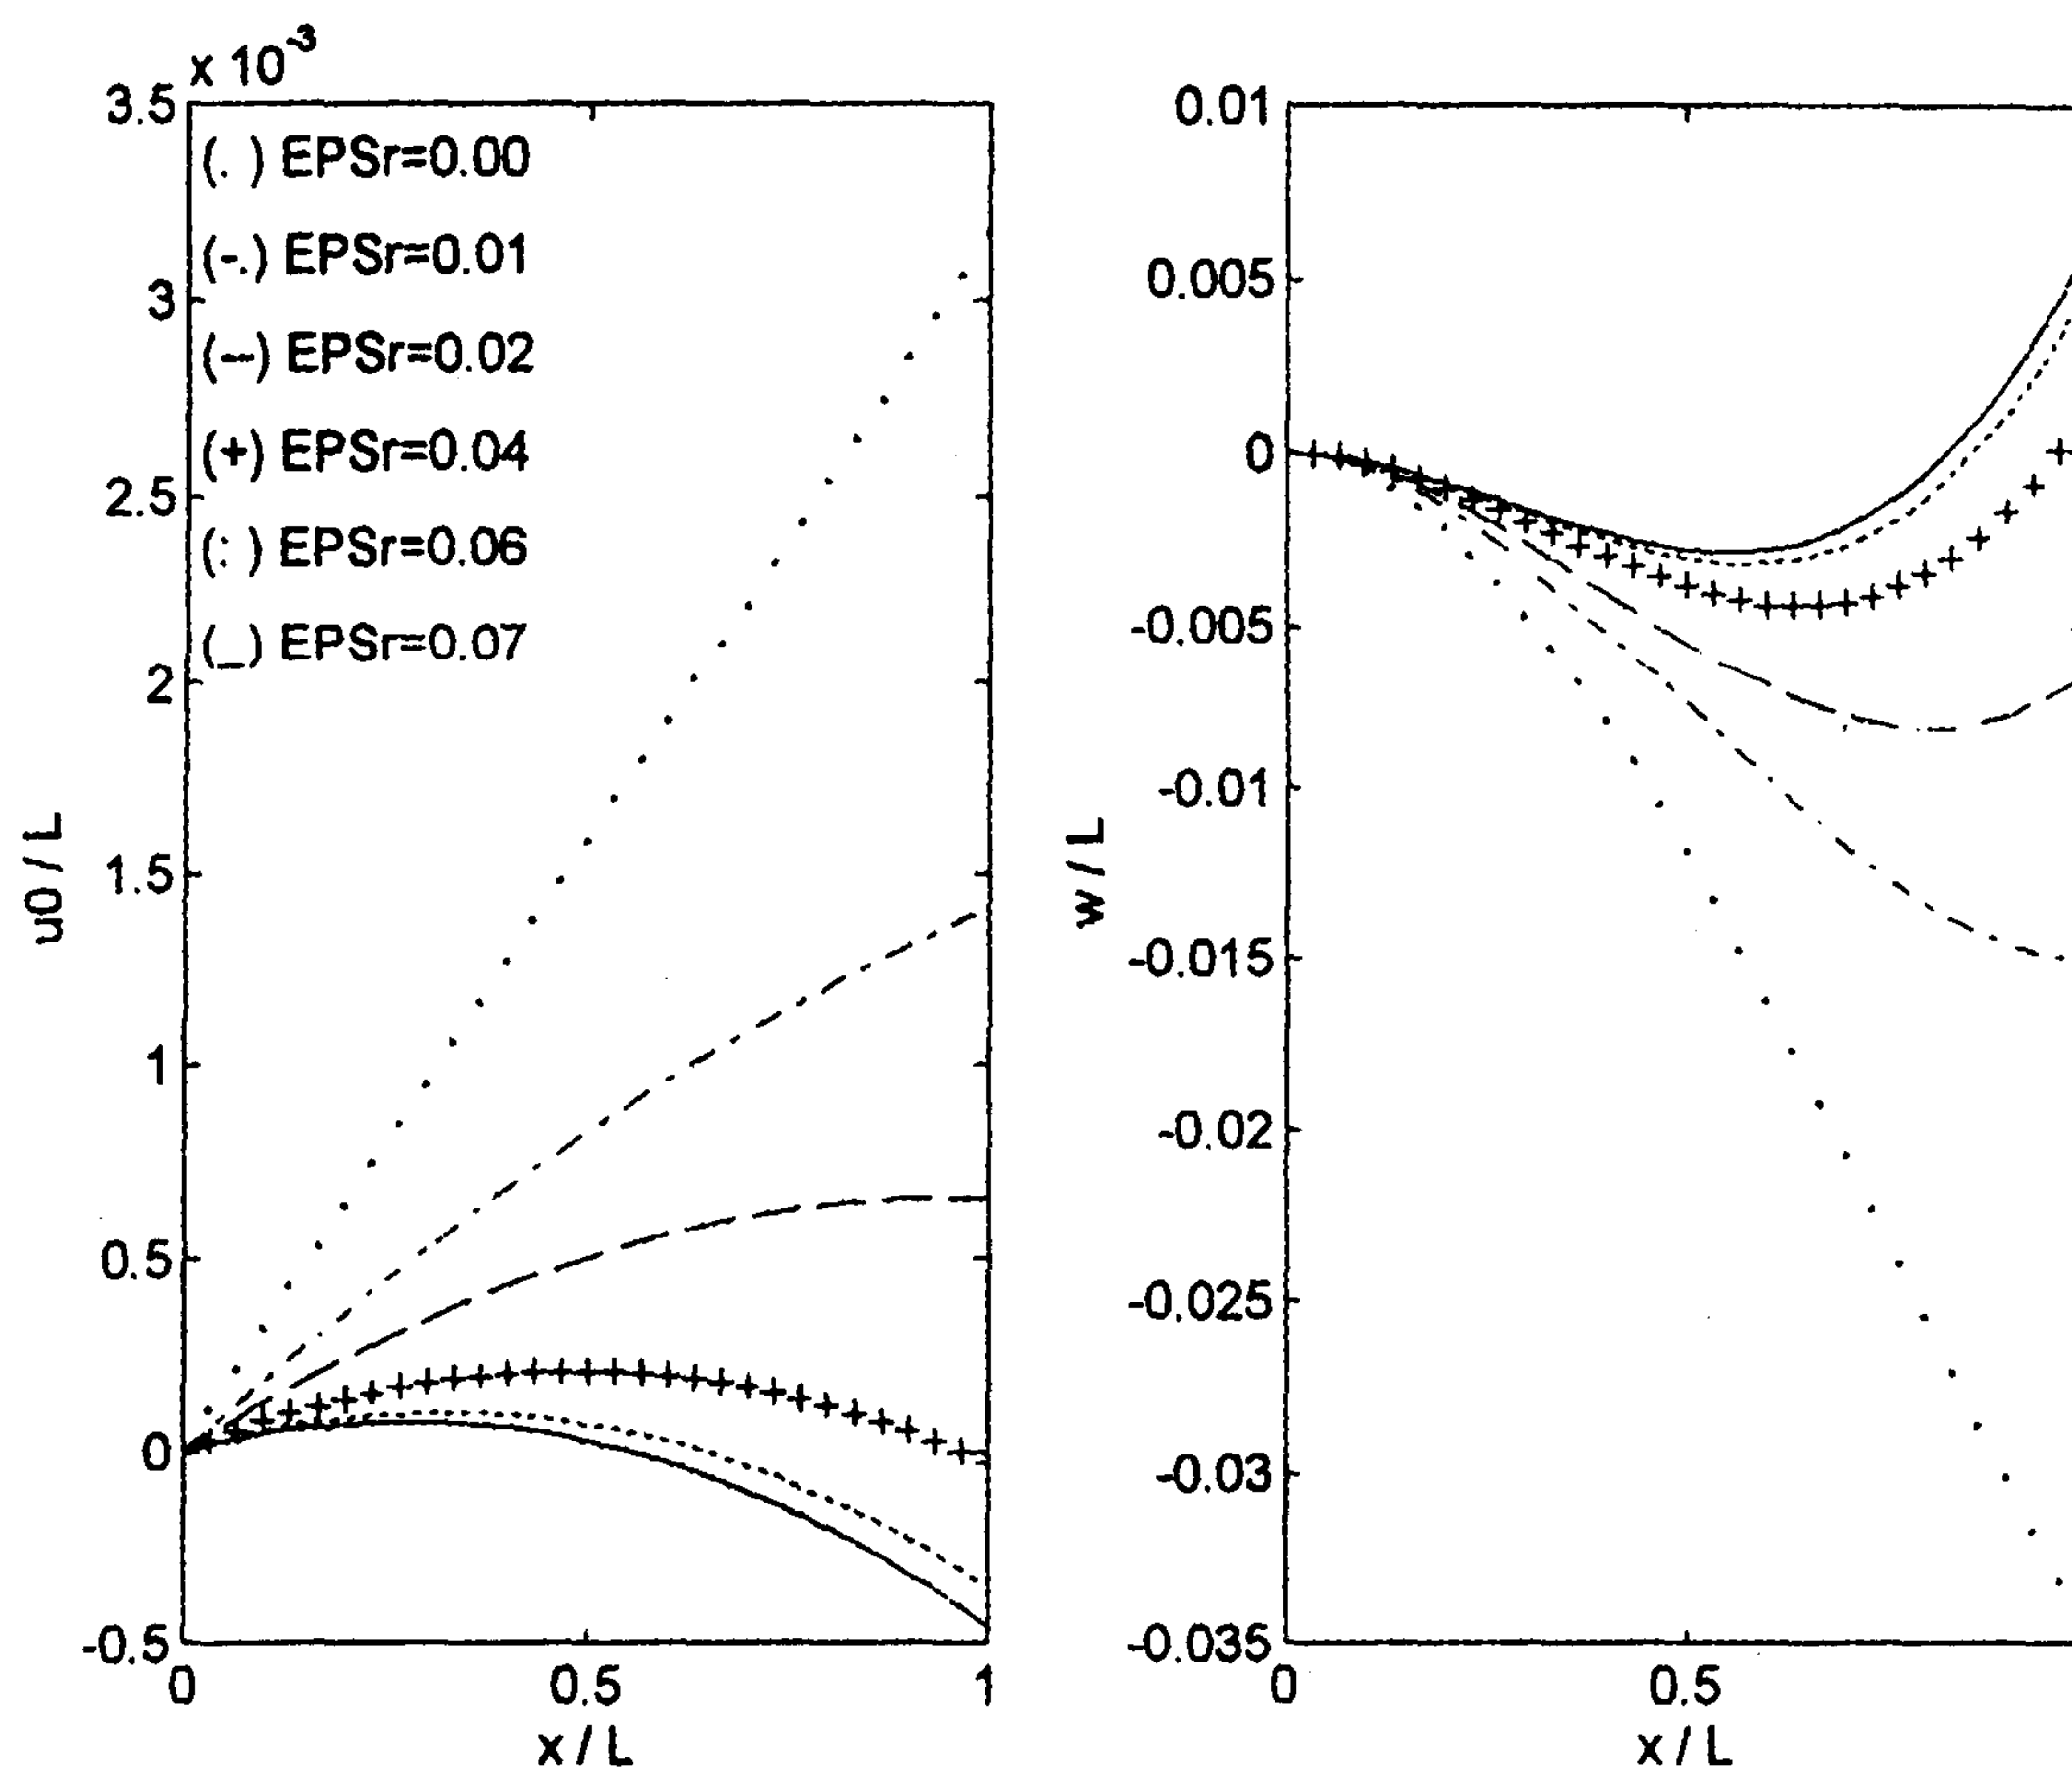 x 10^-3
3.5
3
2.5
2
1.5
1
0.5
0
-0.5
(. ) EPSr=0.00
(-.) EPSr=0.01
(--) EPSr=0.02
(+) EPSr=0.04
(: ) EPSr=0.06
(_) EPSr=0.07
u0 / L
0 0.5 1
x / L
0.01
0.005
0
-0.005
-0.01
-0.015
-0.02
-0.025
-0.03
-0.035
w / L
0 0.5
x / L